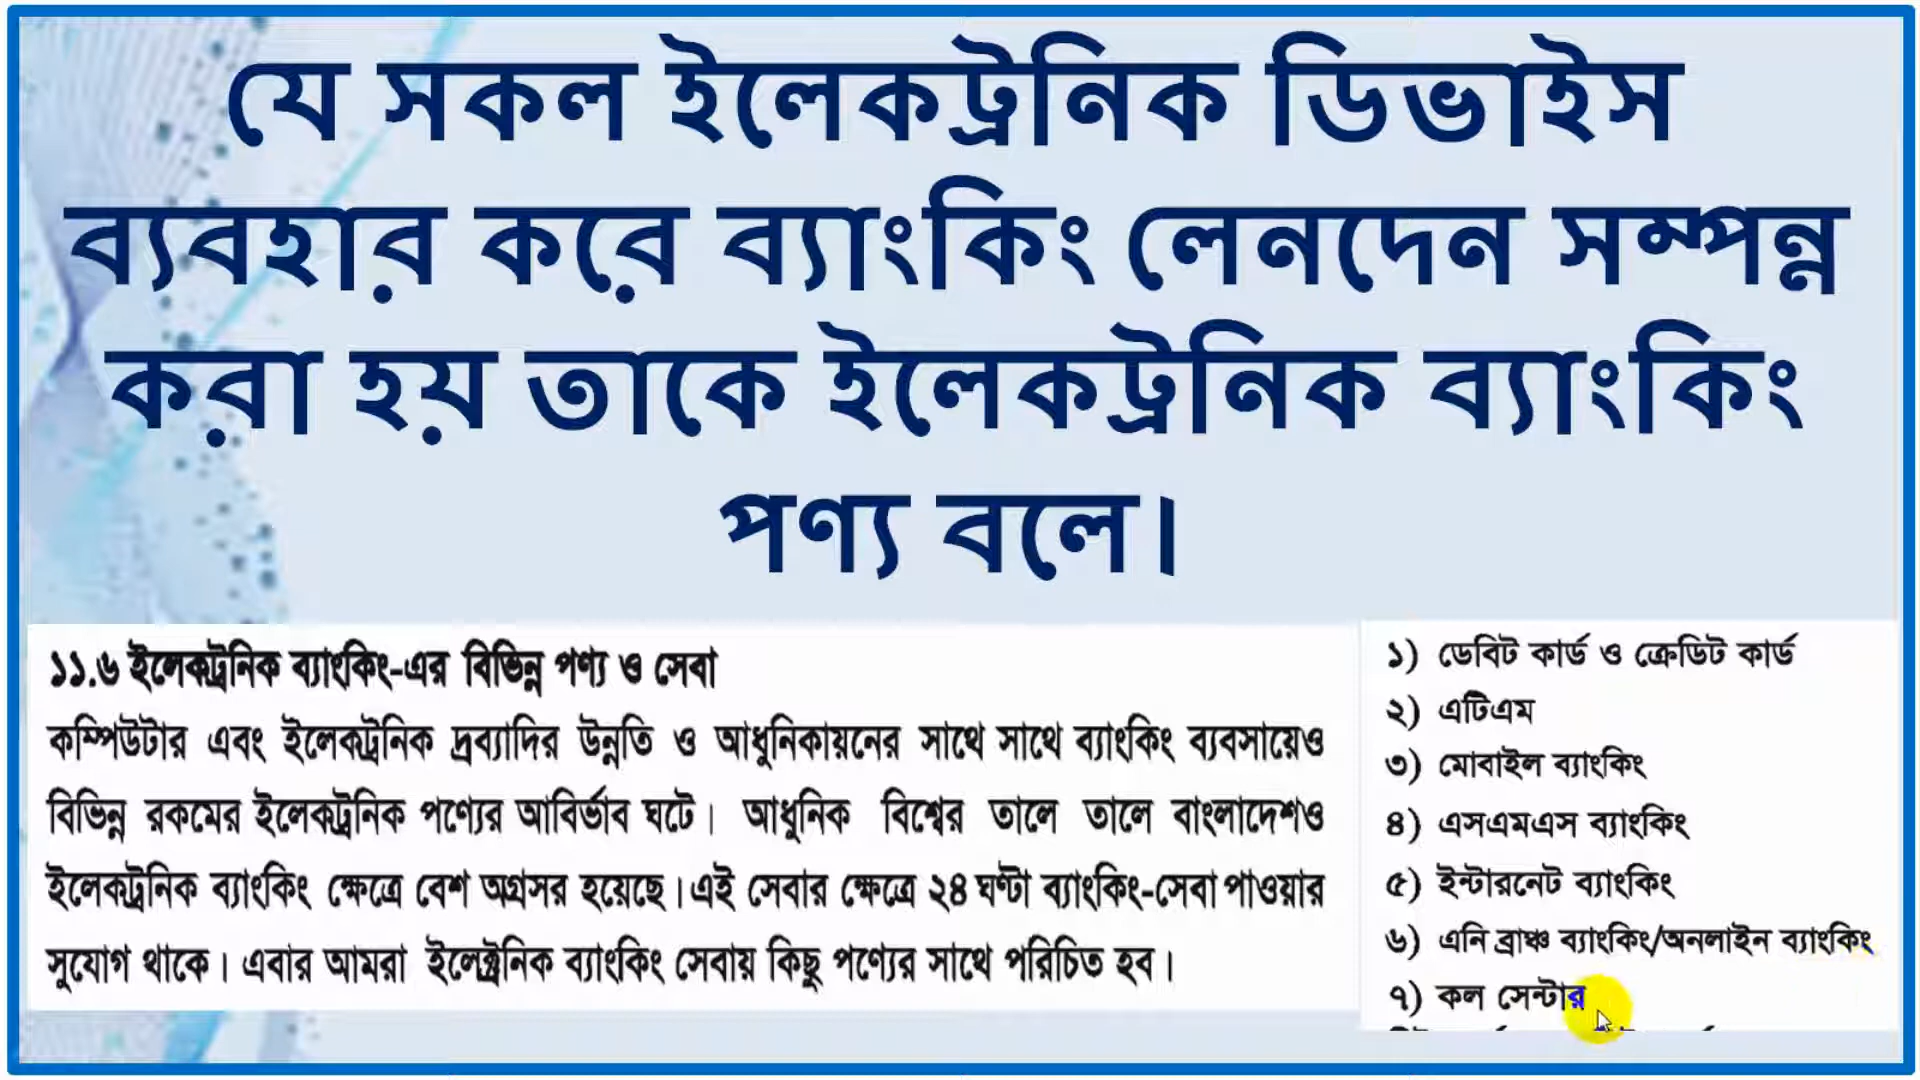 যে সকল ইলেকট্রনিক ডিভাইস
ব্যবহার করে ব্যাংকিং লেনদেন সম্পন্ন
করা হয় তাকে ইলেকট্রনিক ব্যাংকিং
পণ্য বলে।
১১.৬ ইলেকট্রনিক ব্যাংকিং-এর বিভিন্ন পণ্য ও সেবা
কম্পিউটার এবং ইলেকট্রনিক দ্রব্যাদির উন্নতি ও আধুনিকায়নের সাথে সাথে ব্যাংকিং ব্যবসায়েও
বিভিন্ন রকমের ইলেকট্রনিক পণ্যের আবির্ভাব ঘটে। আধুনিক বিশ্বের তালে তালে বাংলাদেশও
ইলেকট্রনিক ব্যাংকিং ক্ষেত্রে বেশ অগ্রসর হয়েছে। এই সেবার ক্ষেত্রে ২৪ ঘণ্টা ব্যাংকিং-সেবা পাওয়ার
সুযোগ থাকে। এবার আমরা ইলেক্ট্রনিক ব্যাংকিং সেবায় কিছু পণ্যের সাথে পরিচিত হব।
১) ডেবিট কার্ড ও ক্রেডিট কার্ড
২) এটিএম
৩) মোবাইল ব্যাংকিং
৪) এসএমএস ব্যাংকিং
৫) ইন্টারনেট ব্যাংকিং
৬) এনি ব্রাঞ্চ ব্যাংকিং/অনলাইন ব্যাংকিং
৭) কল সেন্টার